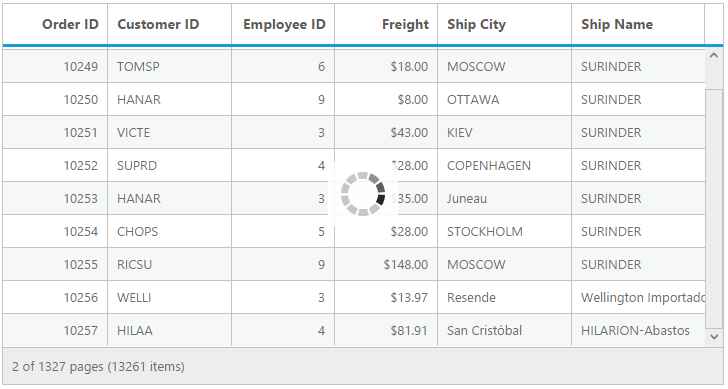 Order ID Customer ID Employee ID Freight Ship City Ship Name
10249 TOMSP 6 $18.00 MOSCOW SURINDER
10250 HANAR 9 $8.00 OTTAWA SURINDER
10251 VICTE 3 $43.00 KIEV SURINDER
10252 SUPRD 4 $28.00 COPENHAGEN SURINDER
10253 HANAR 3 $35.00 Juneau SURINDER
10254 CHOPS 5 $28.00 STOCKHOLM SURINDER
10255 RICSU 9 $148.00 MOSCOW SURINDER
10256 WELLI 3 $13.97 Resende Wellington Importado
10257 HILAA 4 $81.91 San Cristóbal HILARION-Abastos
2 of 1327 pages (13261 items)